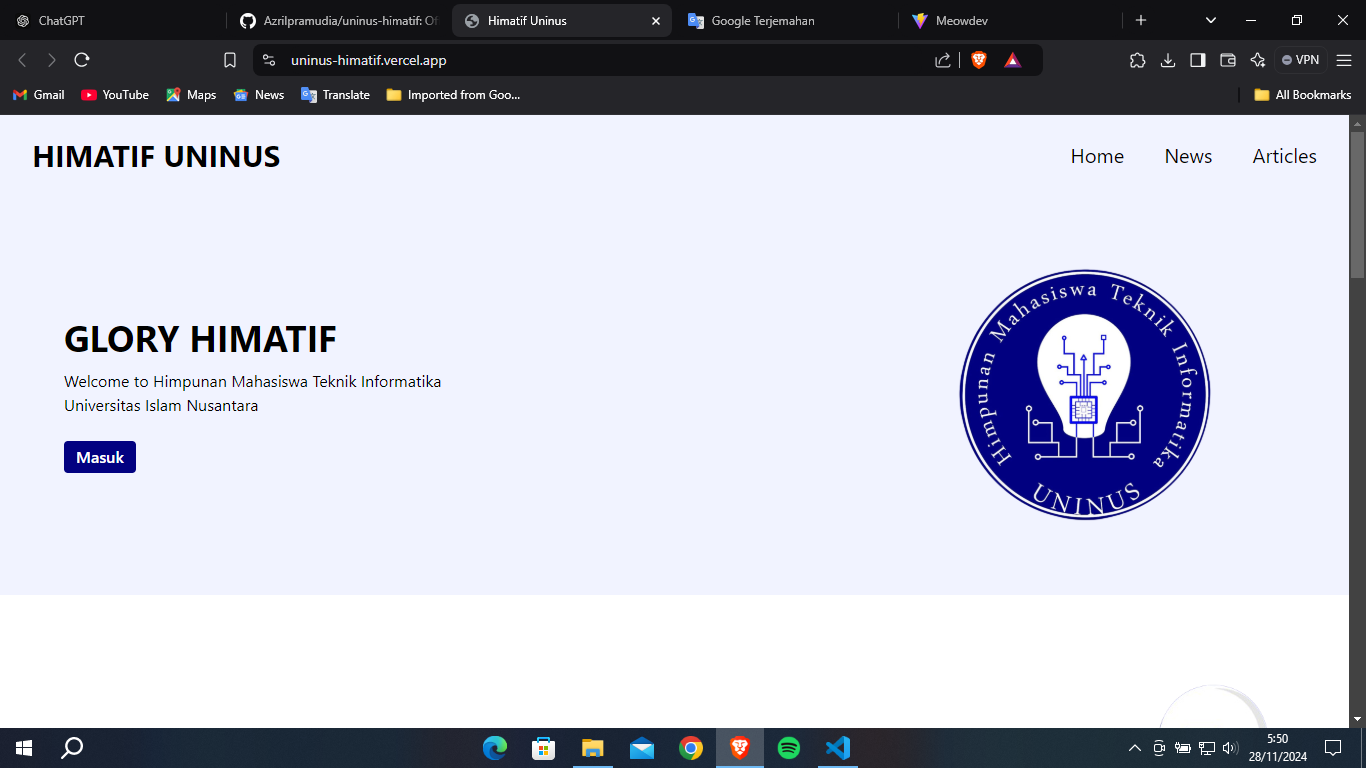 ChatGPT
Azrilpramudia/uninus-himatif: Of
Himatif Uninus
Google Terjemahan
Meowdev
uninus-himatif.vercel.app
VPN
Gmail
YouTube
Maps
News
Translate
Imported from Goo...
All Bookmarks
HIMATIF UNINUS
Home
News
Articles
GLORY HIMATIF
Welcome to Himpunan Mahasiswa Teknik Informatika
Universitas Islam Nusantara
Masuk
Himpunan Mahasiswa Teknik Informatika
UNINUS
5:50
28/11/2024